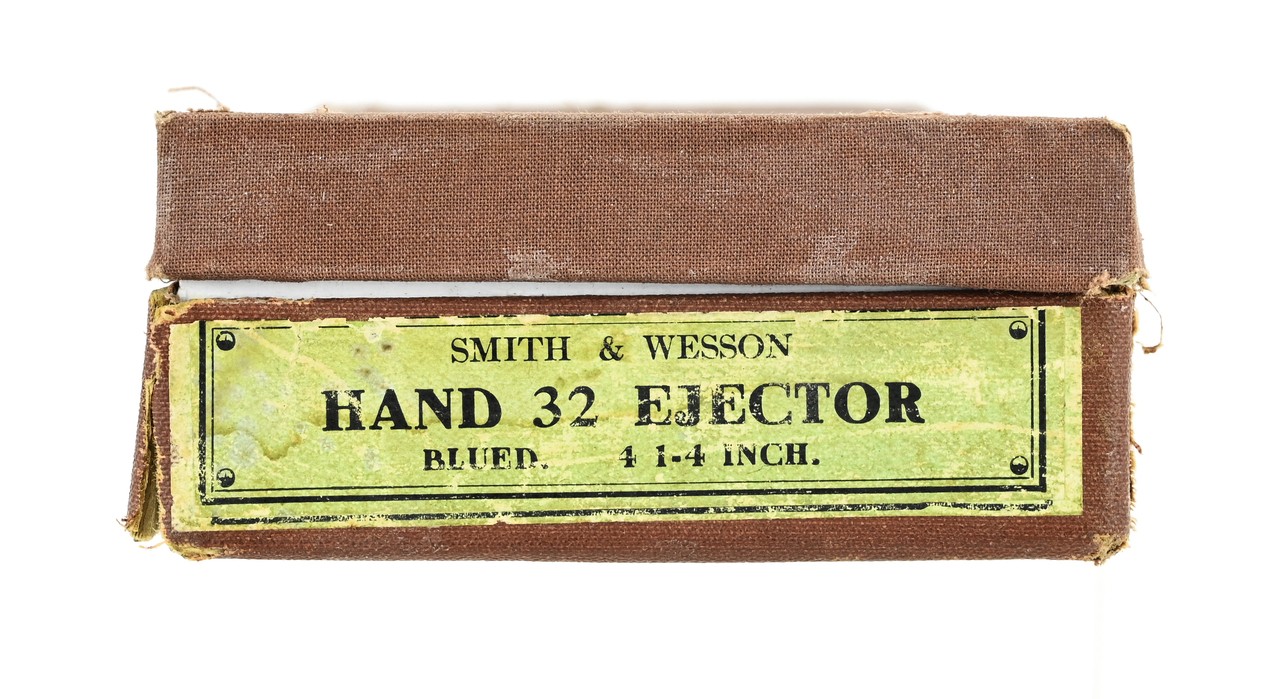 SMITH & WESSON
HAND 32 EJECTOR
BLUED. 4 1-4 INCH.